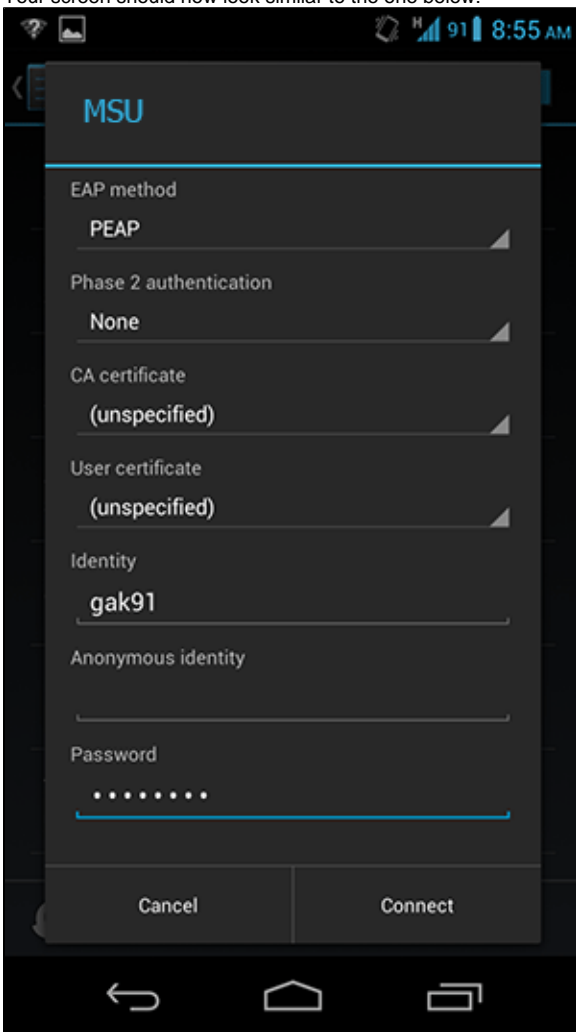 Your screen should now look similar to the one below.
H 91 8:55 AM
MSU
EAP method
PEAP
Phase 2 authentication
None
CA certificate
(unspecified)
User certificate
(unspecified)
Identity
gak91
Anonymous identity
Password
••••••••
Cancel Connect